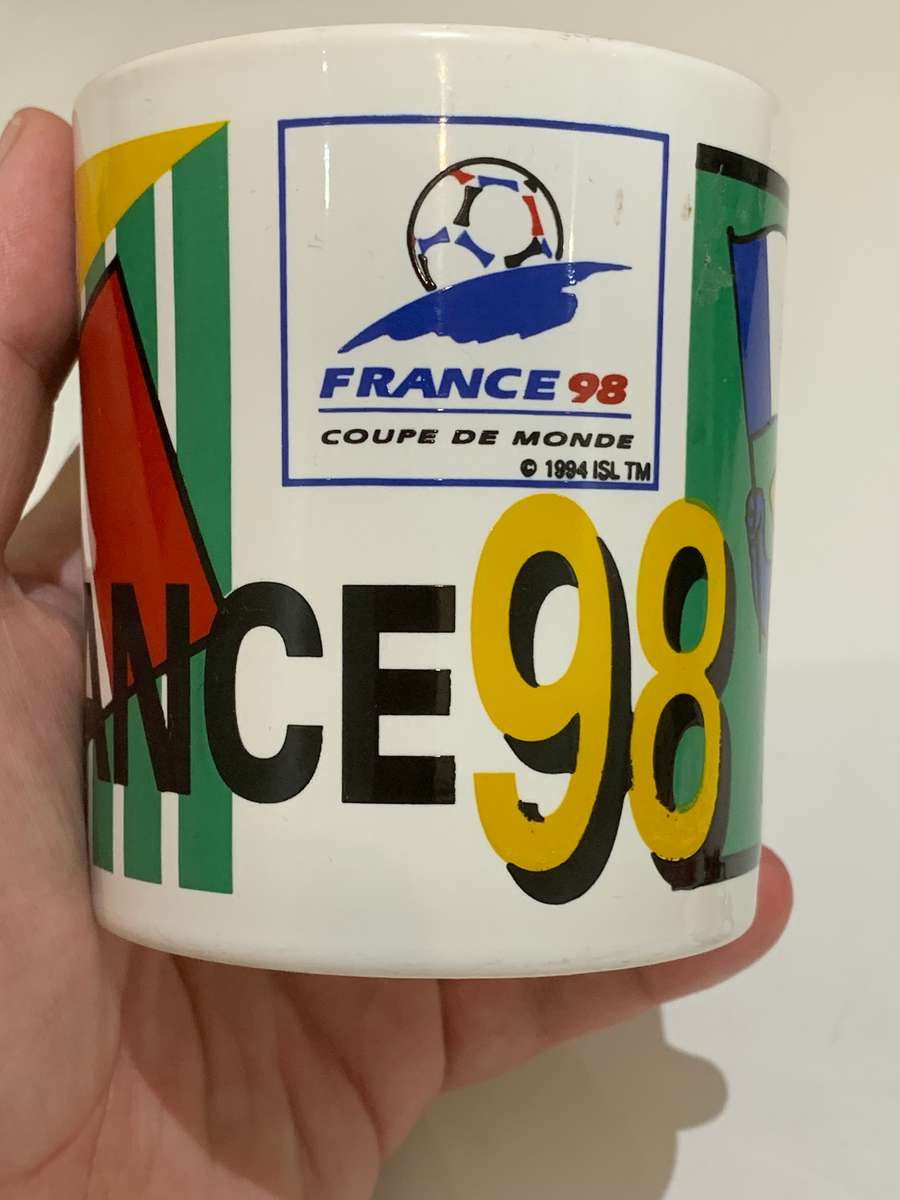 FRANCE 98
COUPE DE MONDE
© 1994 ISL TM
ANCE98